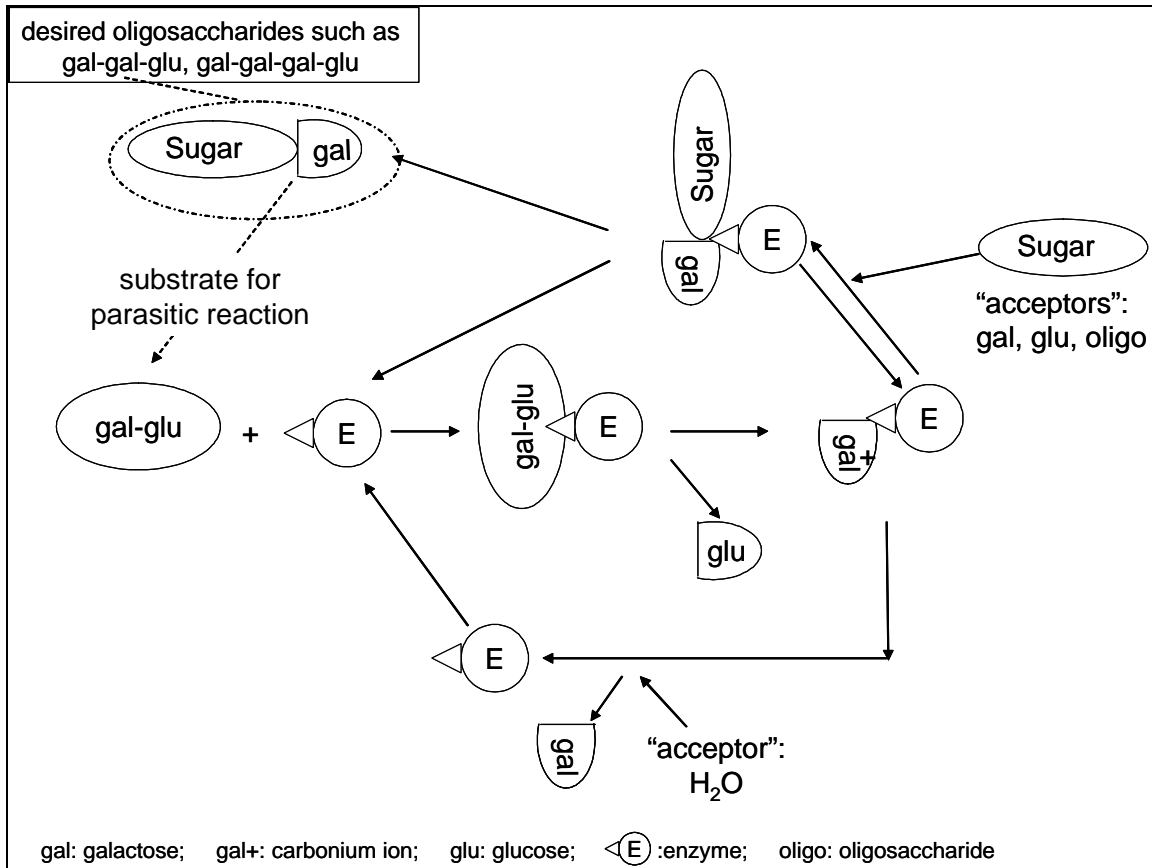 desired oligosaccharides such as
gal-gal-glu, gal-gal-gal-glu
Sugar
gal
Sugar
gal
E
Sugar
“acceptors”:
gal, glu, oligo
substrate for
parasitic reaction
gal-glu
+
E
gal-glu
E
gal
+
E
glu
E
gal
“acceptor”:
H₂O
gal: galactose; gal+: carbonium ion; glu: glucose; E :enzyme; oligo: oligosaccharide